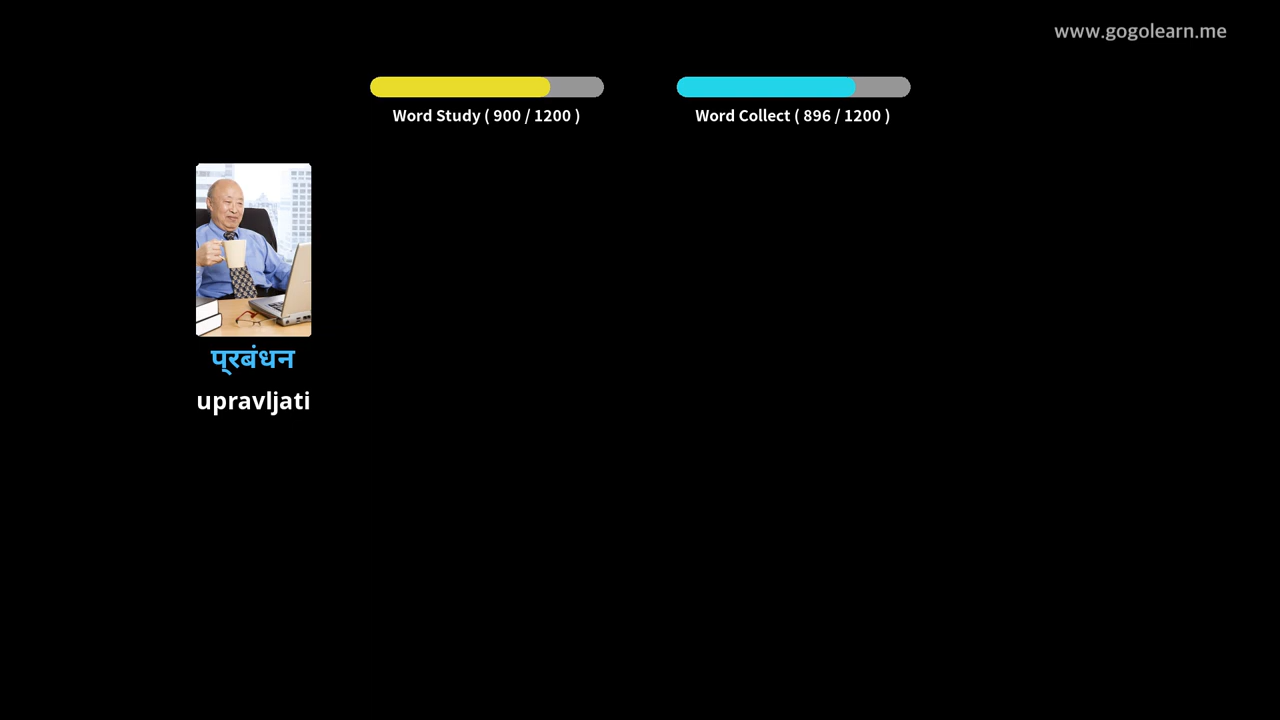 www.gogolearn.me
Word Study ( 900 / 1200 )
Word Collect ( 896 / 1200 )
प्रबंधन
upravljati